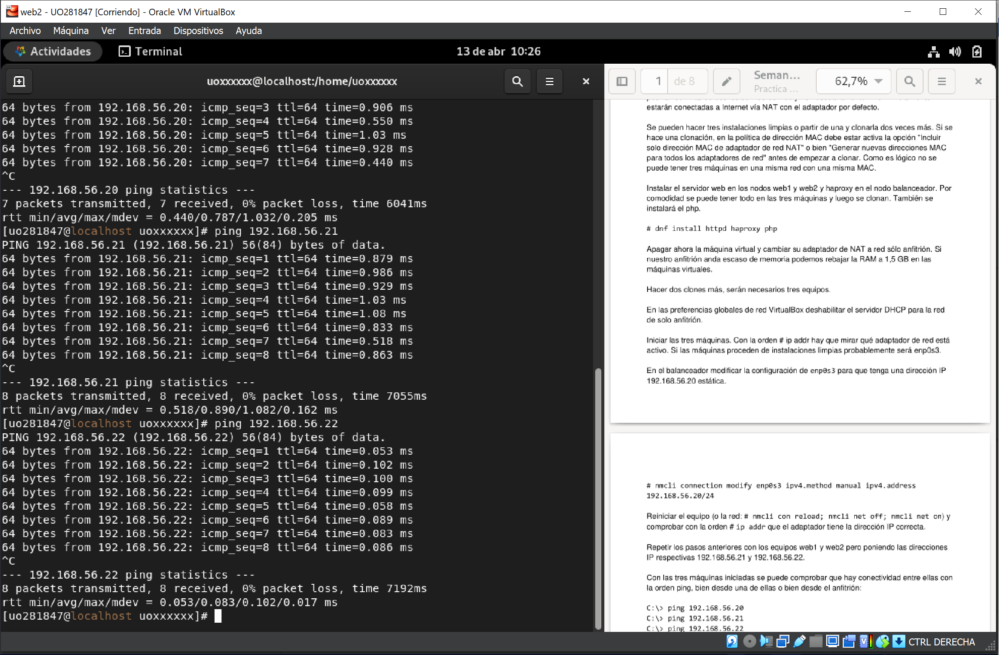 web2 - UO281847 [Corriendo] - Oracle VM VirtualBox
Archivo Máquina Ver Entrada Dispositivos Ayuda
Actividades Terminal 13 de abr 10:26
uoxxxxxx@localhost:/home/uoxxxxxx
64 bytes from 192.168.56.20: icmp_seq=3 ttl=64 time=0.906 ms
64 bytes from 192.168.56.20: icmp_seq=4 ttl=64 time=0.550 ms
64 bytes from 192.168.56.20: icmp_seq=5 ttl=64 time=1.03 ms
64 bytes from 192.168.56.20: icmp_seq=6 ttl=64 time=0.928 ms
64 bytes from 192.168.56.20: icmp_seq=7 ttl=64 time=0.440 ms
^C
--- 192.168.56.20 ping statistics ---
7 packets transmitted, 7 received, 0% packet loss, time 6041ms
rtt min/avg/max/mdev = 0.440/0.787/1.032/0.205 ms
[uo281847@localhost uoxxxxxx]# ping 192.168.56.21
PING 192.168.56.21 (192.168.56.21) 56(84) bytes of data.
64 bytes from 192.168.56.21: icmp_seq=1 ttl=64 time=0.879 ms
64 bytes from 192.168.56.21: icmp_seq=2 ttl=64 time=0.986 ms
64 bytes from 192.168.56.21: icmp_seq=3 ttl=64 time=0.929 ms
64 bytes from 192.168.56.21: icmp_seq=4 ttl=64 time=1.03 ms
64 bytes from 192.168.56.21: icmp_seq=5 ttl=64 time=1.08 ms
64 bytes from 192.168.56.21: icmp_seq=6 ttl=64 time=0.833 ms
64 bytes from 192.168.56.21: icmp_seq=7 ttl=64 time=0.518 ms
64 bytes from 192.168.56.21: icmp_seq=8 ttl=64 time=0.863 ms
^C
--- 192.168.56.21 ping statistics ---
8 packets transmitted, 8 received, 0% packet loss, time 7055ms
rtt min/avg/max/mdev = 0.518/0.890/1.082/0.162 ms
[uo281847@localhost uoxxxxxx]# ping 192.168.56.22
PING 192.168.56.22 (192.168.56.22) 56(84) bytes of data.
64 bytes from 192.168.56.22: icmp_seq=1 ttl=64 time=0.053 ms
64 bytes from 192.168.56.22: icmp_seq=2 ttl=64 time=0.102 ms
64 bytes from 192.168.56.22: icmp_seq=3 ttl=64 time=0.100 ms
64 bytes from 192.168.56.22: icmp_seq=4 ttl=64 time=0.099 ms
64 bytes from 192.168.56.22: icmp_seq=5 ttl=64 time=0.058 ms
64 bytes from 192.168.56.22: icmp_seq=6 ttl=64 time=0.089 ms
64 bytes from 192.168.56.22: icmp_seq=7 ttl=64 time=0.083 ms
64 bytes from 192.168.56.22: icmp_seq=8 ttl=64 time=0.086 ms
^C
--- 192.168.56.22 ping statistics ---
8 packets transmitted, 8 received, 0% packet loss, time 7192ms
rtt min/avg/max/mdev = 0.053/0.083/0.102/0.017 ms
[uo281847@localhost uoxxxxxx]#
1 de 8
Seman...
Practica ...
62,7%
estarán conectadas a Internet vía NAT con el adaptador por defecto.
Se pueden hacer tres instalaciones limpias o partir de una y clonarla dos veces más. Si se
hace una clonación, en la política de dirección MAC debe estar activa la opción "Incluir
solo dirección MAC de adaptador de red NAT" o bien "Generar nuevas direcciones MAC
para todos los adaptadores de red" antes de empezar a clonar. Como es lógico no se
puede tener tres máquinas en una misma red con una misma MAC.
Instalar el servidor web en los nodos web1 y web2 y haproxy en el nodo balanceador. Por
comodidad se puede tener todo en las tres máquinas y luego se clonan. También se
instalará el php.
# dnf install httpd haproxy php
Apagar ahora la máquina virtual y cambiar su adaptador de NAT a red sólo anfitrión. Si
nuestro anfitrión anda escaso de memoria podemos rebajar la RAM a 1,5 GB en las
máquinas virtuales.
Hacer dos clones más, serán necesarios tres equipos.
En las preferencias globales de red VirtualBox deshabilitar el servidor DHCP para la red
de solo anfitrión.
Iniciar las tres máquinas. Con la orden # ip addr hay que mirar qué adaptador de red está
activo. Si las máquinas proceden de instalaciones limpias probablemente será enp0s3.
En el balanceador modificar la configuración de enp0s3 para que tenga una dirección IP
192.168.56.20 estática.
# nmcli connection modify enp0s3 ipv4.method manual ipv4.address
192.168.56.20/24
Reiniciar el equipo (o la red: # nmcli con reload; nmcli net off; nmcli net on) y
comprobar con la orden # ip addr que el adaptador tiene la dirección IP correcta.
Repetir los pasos anteriores con los equipos web1 y web2 pero poniendo las direcciones
IP respectivas 192.168.56.21 y 192.168.56.22.
Con las tres máquinas iniciadas se puede comprobar que hay conectividad entre ellas con
la orden ping, bien desde una de ellas o bien desde el anfitrión:
C:\> ping 192.168.56.20
C:\> ping 192.168.56.21
C:\> ping 192.168.56.22
CTRL DERECHA